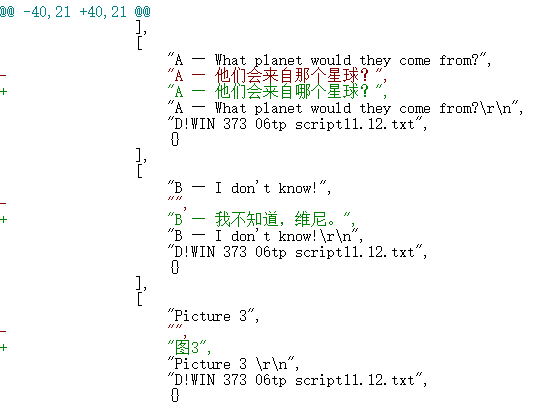 @@ -40,21 +40,21 @@
],
[
"A — What planet would they come from?",
- "A — 他们会来自那个星球？",
+ "A — 他们会来自哪个星球？",
"A — What planet would they come from?\r\n",
"D!WIN 373 06tp script11.12.txt",
{}
],
[
"B — I don't know!",
- "",
+ "B — 我不知道，维尼。",
"B — I don't know!\r\n",
"D!WIN 373 06tp script11.12.txt",
{}
],
[
"Picture 3",
- "",
+ "图3",
"Picture 3 \r\n",
"D!WIN 373 06tp script11.12.txt",
{}